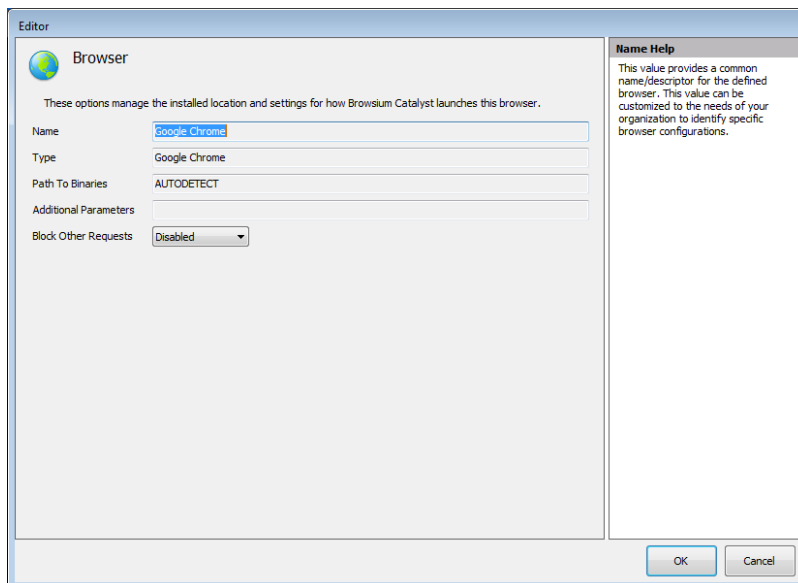 Editor
Browser
These options manage the installed location and settings for how Browsium Catalyst launches this browser.
Name Google Chrome
Type Google Chrome
Path To Binaries AUTODETECT
Additional Parameters
Block Other Requests Disabled
Name Help
This value provides a common
name/descriptor for the defined
browser. This value can be
customized to the needs of your
organization to identify specific
browser configurations.
OK Cancel